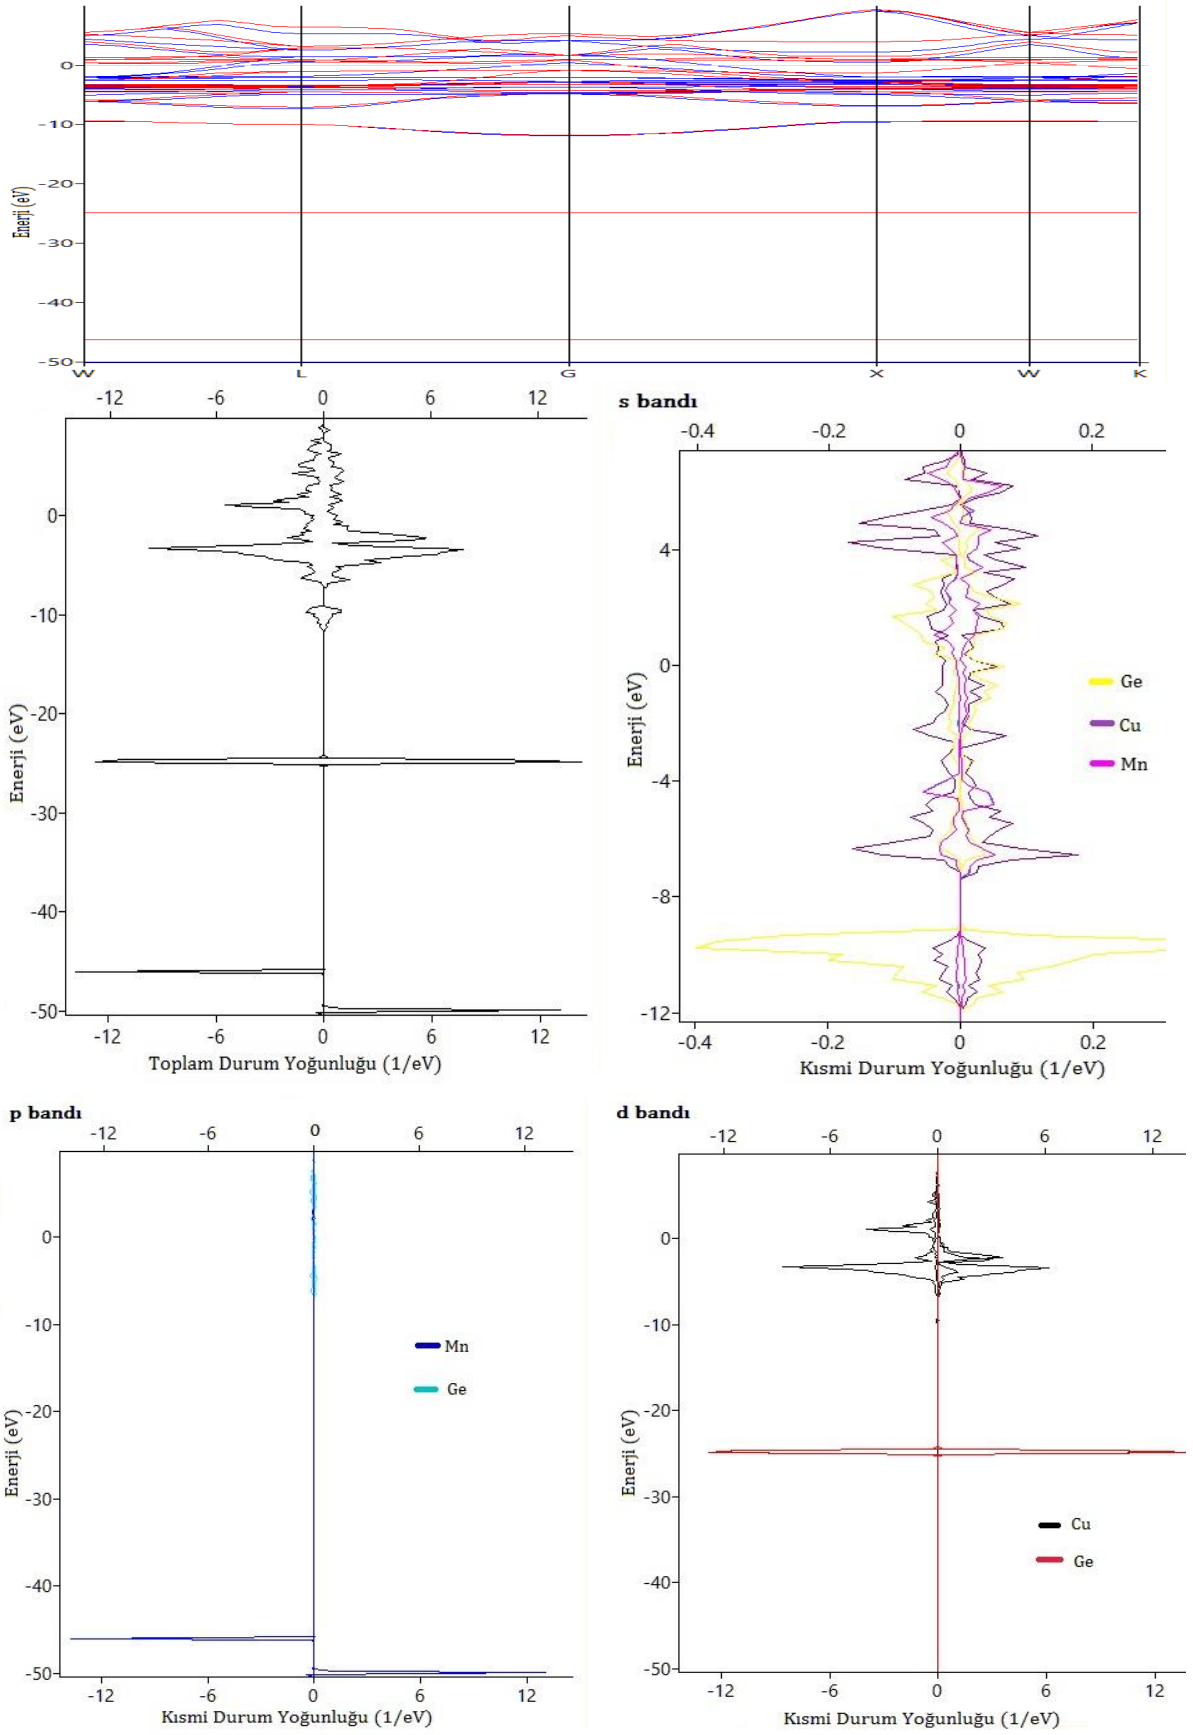 0
-10
-20
-30
-40
-50
Enerji (eV)
W L G X W K
-12 -6 0 6 12
0
-10
-20
-30
-40
-50
Enerji (eV)
-12 -6 0 6 12
Toplam Durum Yoğunluğu (1/eV)
s bandı
-0.4 -0.2 0 0.2
4
0
-4
-8
-12
Enerji (eV)
Ge
Cu
Mn
-0.4 -0.2 0 0.2
Kısmi Durum Yoğunluğu (1/eV)
p bandı
-12 -6 0 6 12
0
-10
-20
-30
-40
-50
Enerji (eV)
Mn
Ge
-12 -6 0 6 12
Kısmi Durum Yoğunluğu (1/eV)
d bandı
-12 -6 0 6 12
0
-10
-20
-30
-40
-50
Enerji (eV)
Cu
Ge
-12 -6 0 6 12
Kısmi Durum Yoğunluğu (1/eV)